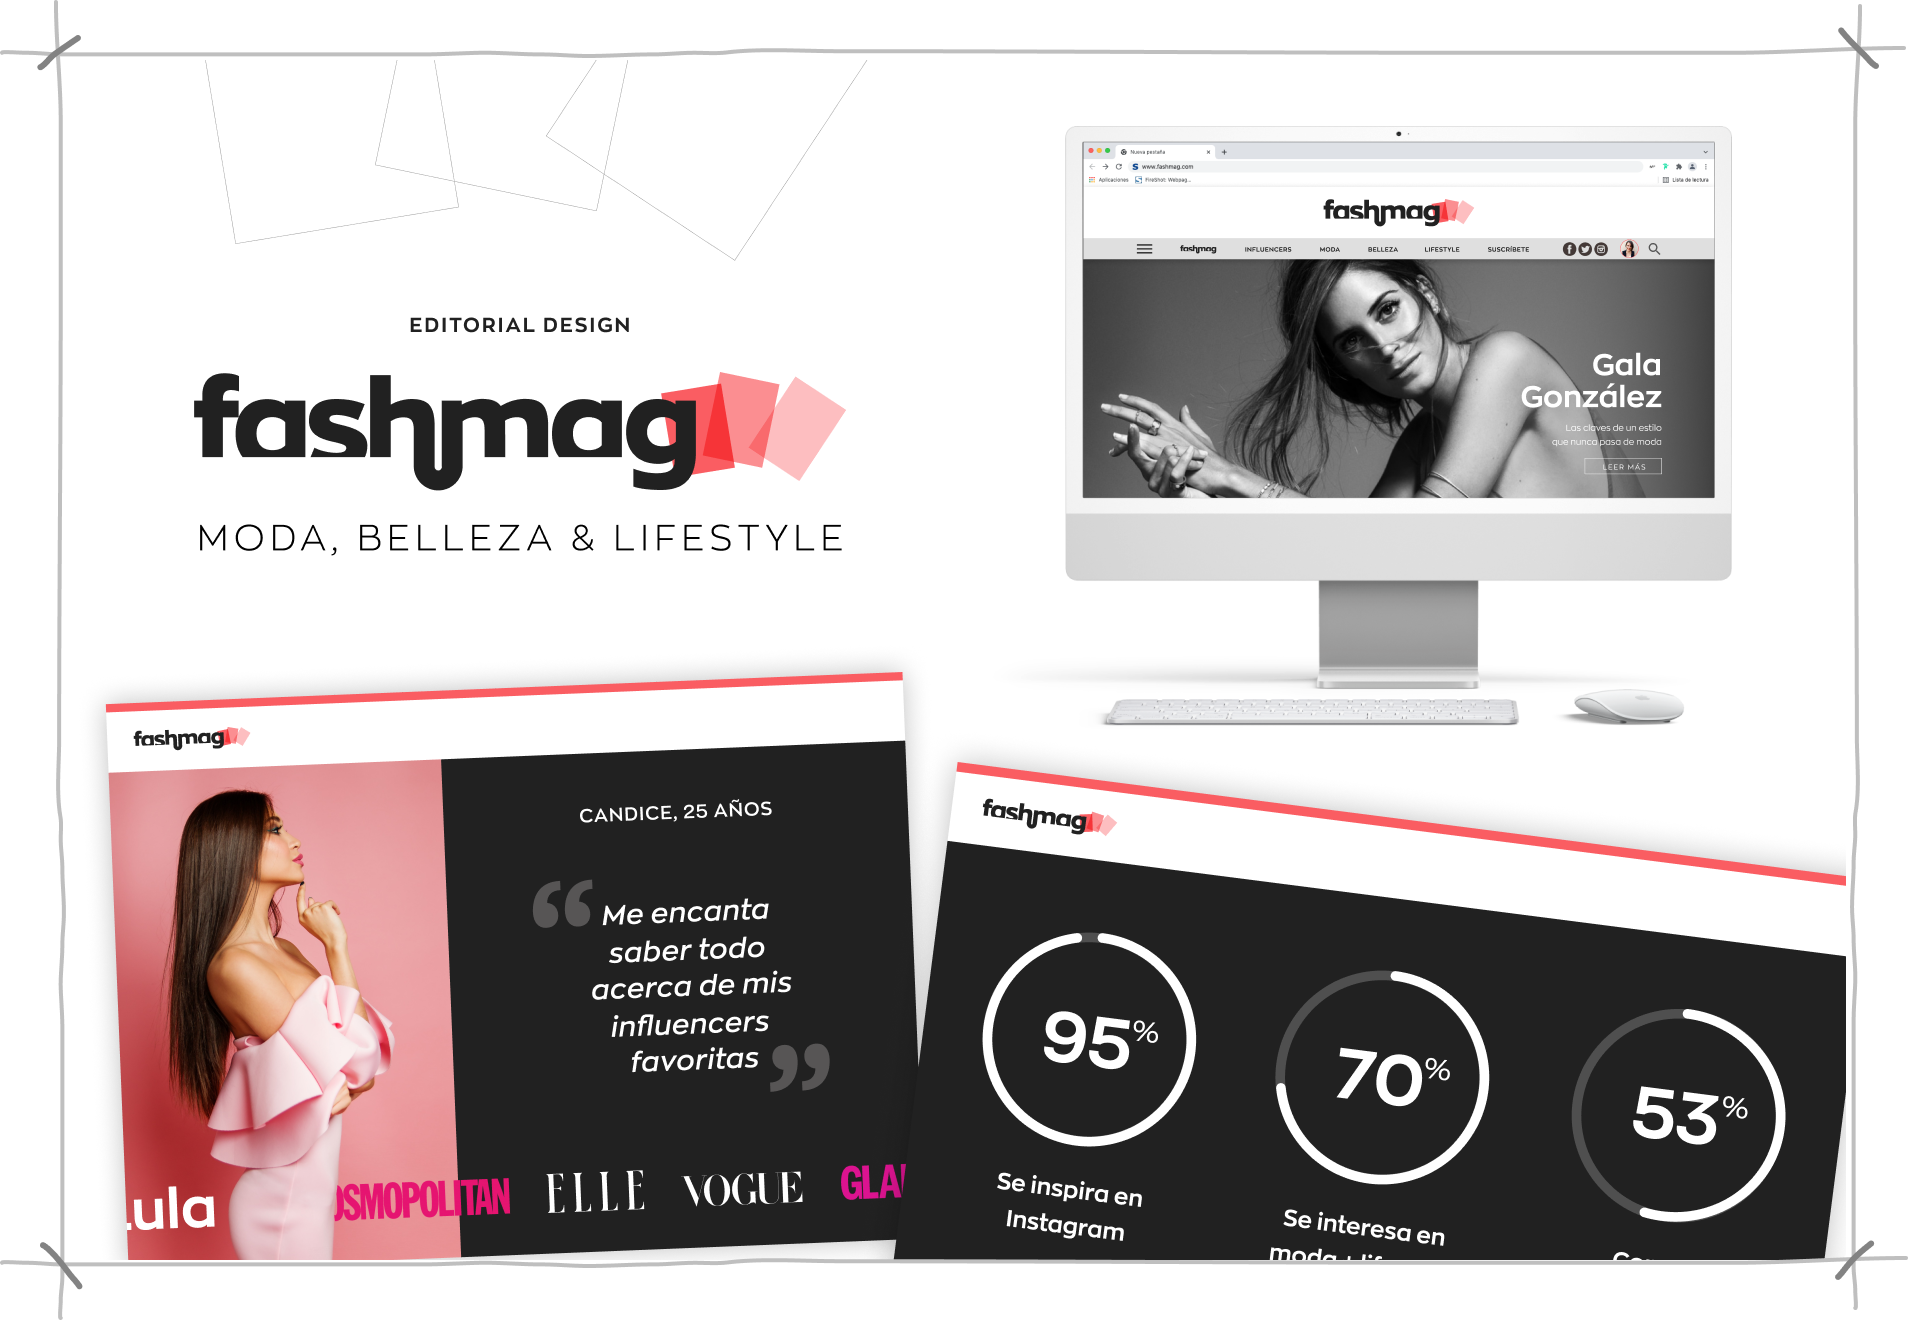 EDITORIAL DESIGN
fashmag
MODA, BELLEZA & LIFESTYLE
Nueva pestaña
www.fashmag.com
Aplicaciones
FireShot: Webpag...
Lista de lectura
fashmag
fashmag
INFLUENCERS
MODA
BELLEZA
LIFESTYLE
SUSCRÍBETE
Gala
González
Las claves de un estilo
que nunca pasa de moda
LEER MÁS
fashmag
CANDICE, 25 AÑOS
“ Me encanta
saber todo
acerca de mis
influencers
favoritas ”
ula
OSMOPOLITAN
ELLE
VOGUE
GLA
fashmag
95%
Se inspira en
Instagram
70%
Se interesa en
moda
53%